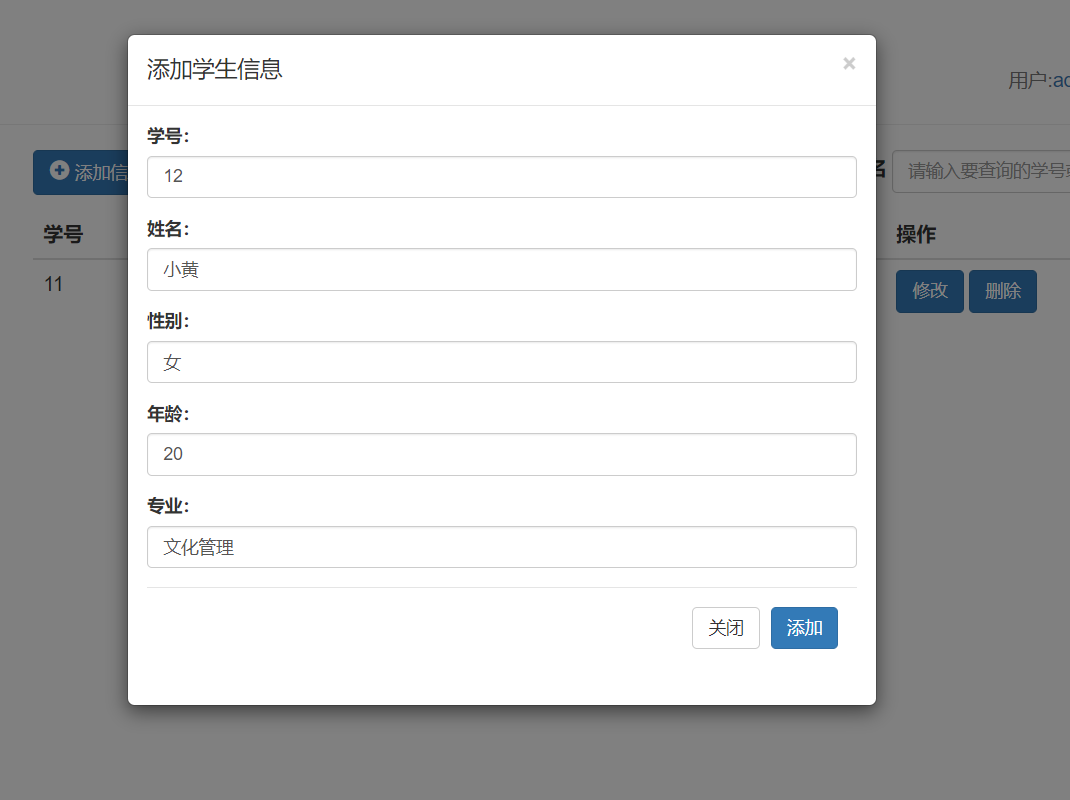 添加学生信息
×
用户:ad
学号:
12
添加信
名
请输入要查询的学号或
姓名:
学号
操作
小黄
11
修改
删除
性别:
女
年龄:
20
专业:
文化管理
关闭
添加